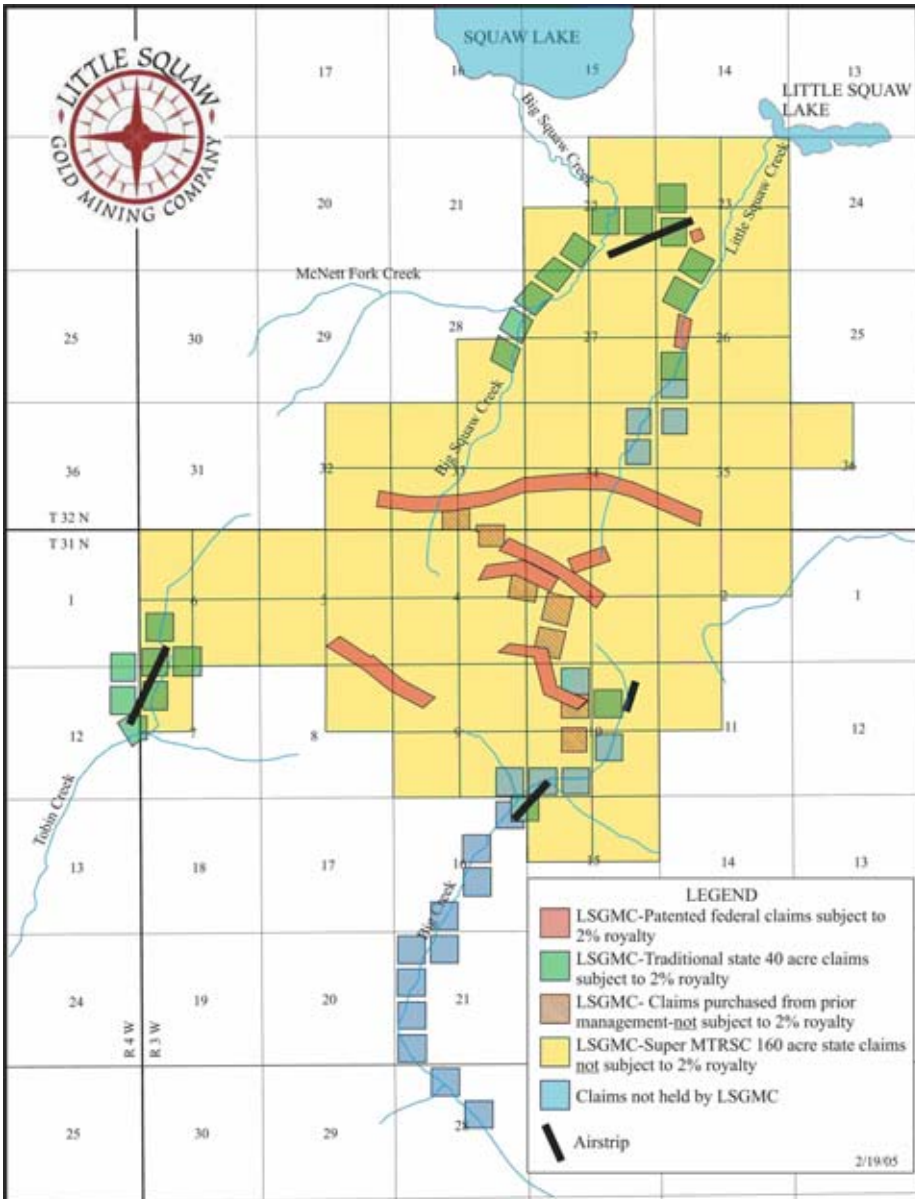 LITTLE SQUAW
GOLD MINING COMPANY
SQUAW LAKE
LITTLE SQUAW
LAKE
17
16
15
14
13
Big Squaw Creek
Little Squaw Creek
20
21
22
23
24
McNett Fork Creek
25
30
29
28
27
26
25
Big Squaw Creek
36
31
32
33
34
35
36
T 32 N
T 31 N
1
6
5
4
2
1
12
7
8
9
10
11
12
Tobin Creek
13
18
17
16
15
14
13
Big Creek
24
19
20
21
R 4 W
R 3 W
25
30
29
28
LEGEND
LSGMC-Patented federal claims subject to
2% royalty
LSGMC-Traditional state 40 acre claims
subject to 2% royalty
LSGMC- Claims purchased from prior
management-not subject to 2% royalty
LSGMC-Super MTRSC 160 acre state claims
not subject to 2% royalty
Claims not held by LSGMC
Airstrip
2/19/05